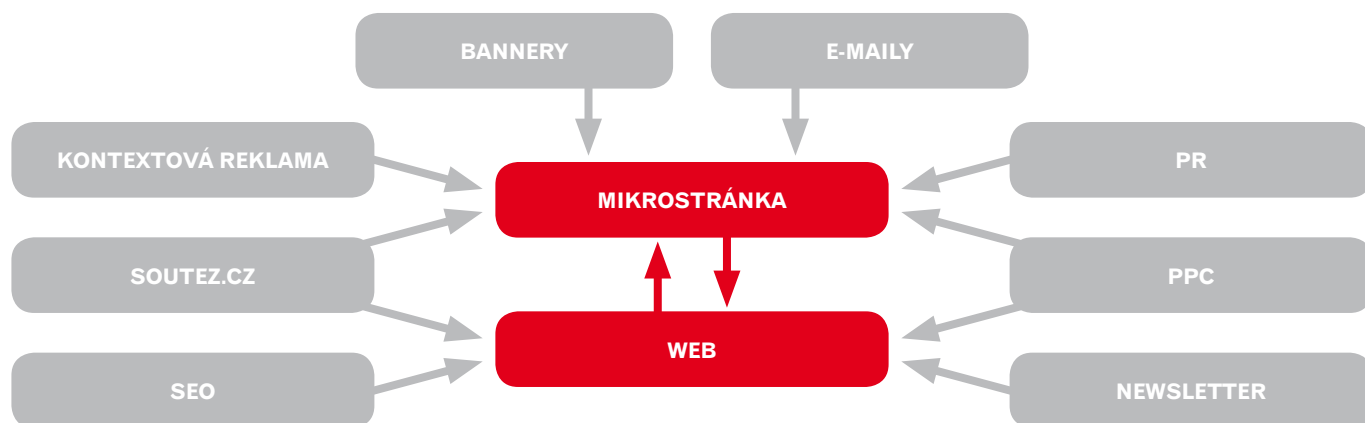 BANNERY
E-MAILY
KONTEXTOVÁ REKLAMA
PR
MIKROSTRÁNKA
SOUTEZ.CZ
PPC
WEB
SEO
NEWSLETTER